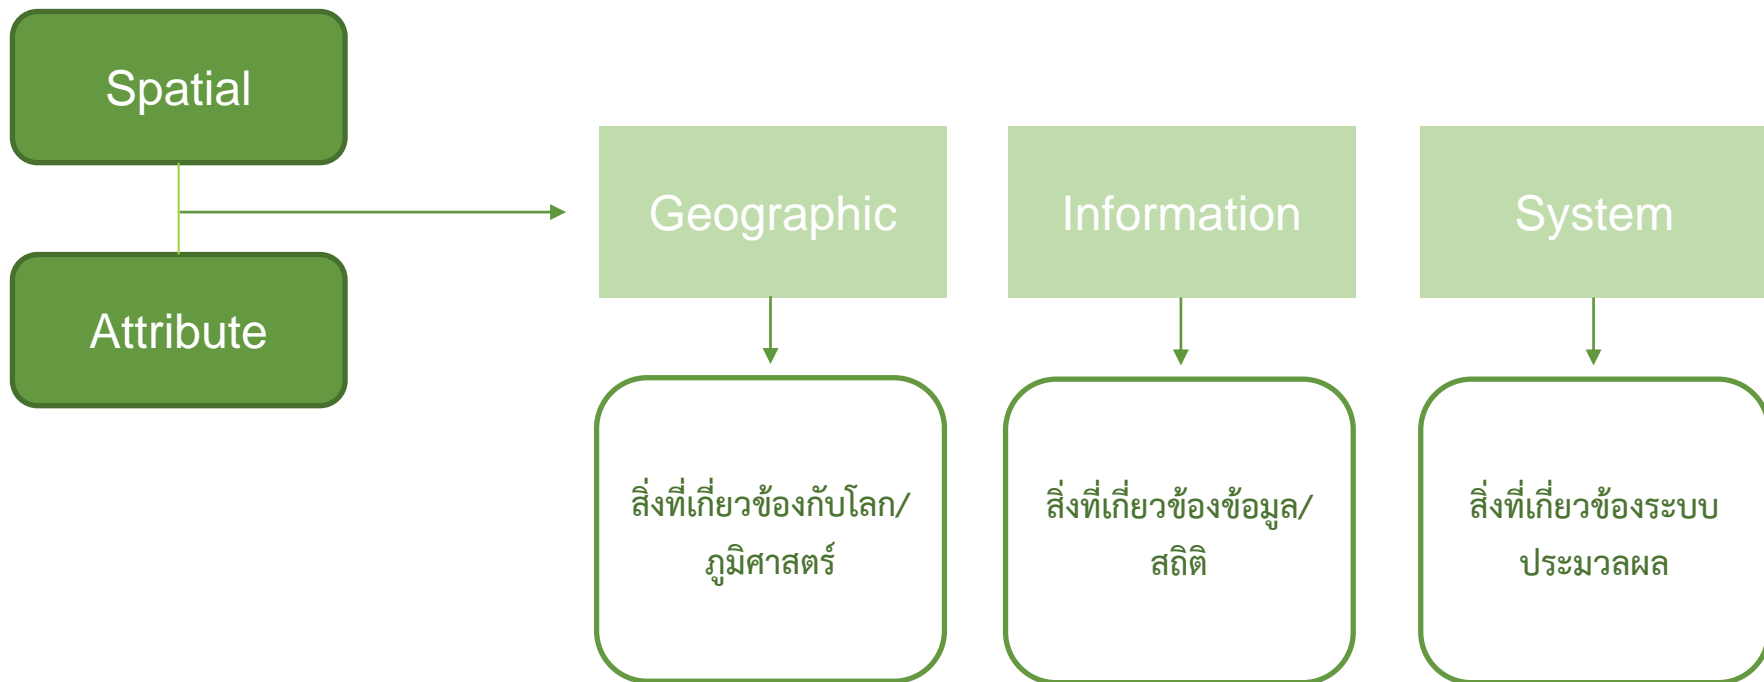 Spatial
Attribute
Geographic
Information
System
สิ่งที่เกี่ยวข้องกับโลก/
ภูมิศาสตร์
สิ่งที่เกี่ยวข้องข้อมูล/
สถิติ
สิ่งที่เกี่ยวข้องระบบ
ประมวลผล